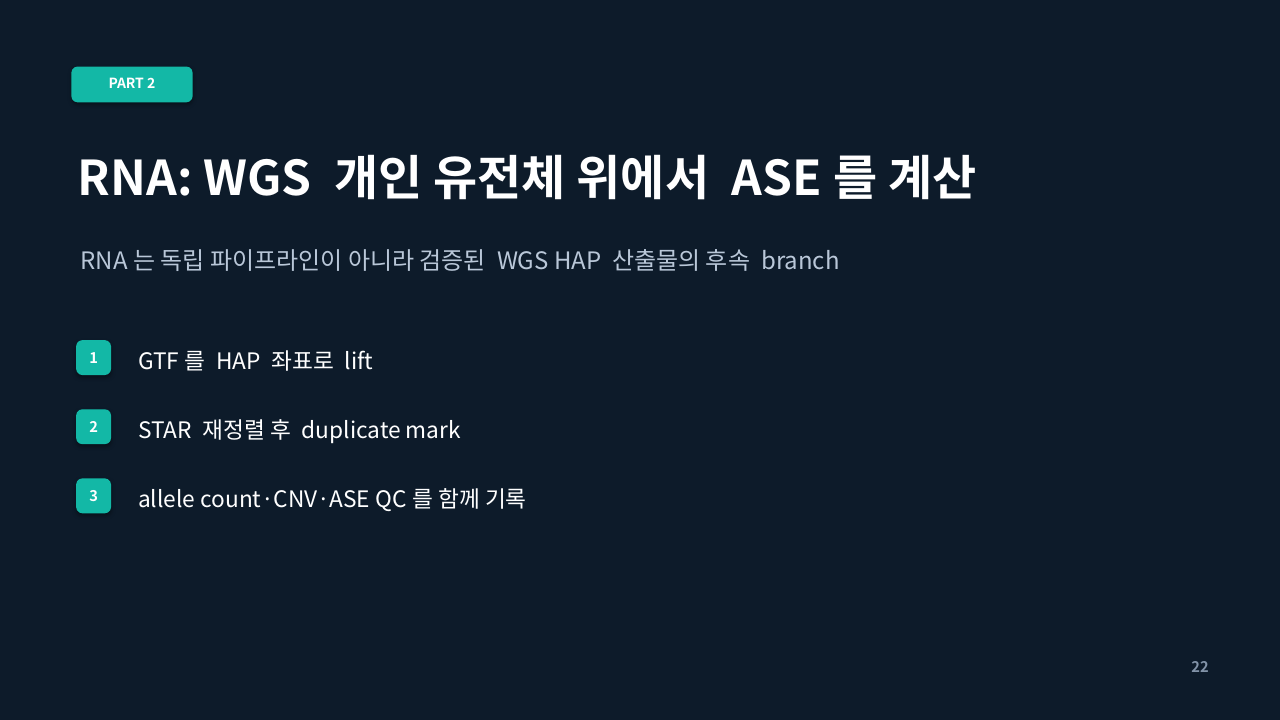 PART 2
RNA: WGS 개인 유전체 위에서 ASE 를 계산
RNA 는 독립 파이프라인이 아니라 검증된 WGS HAP 산출물의 후속 branch
1 GTF 를 HAP 좌표로 lift
2 STAR 재정렬 후 duplicate mark
3 allele count·CNV·ASE QC 를 함께 기록
22